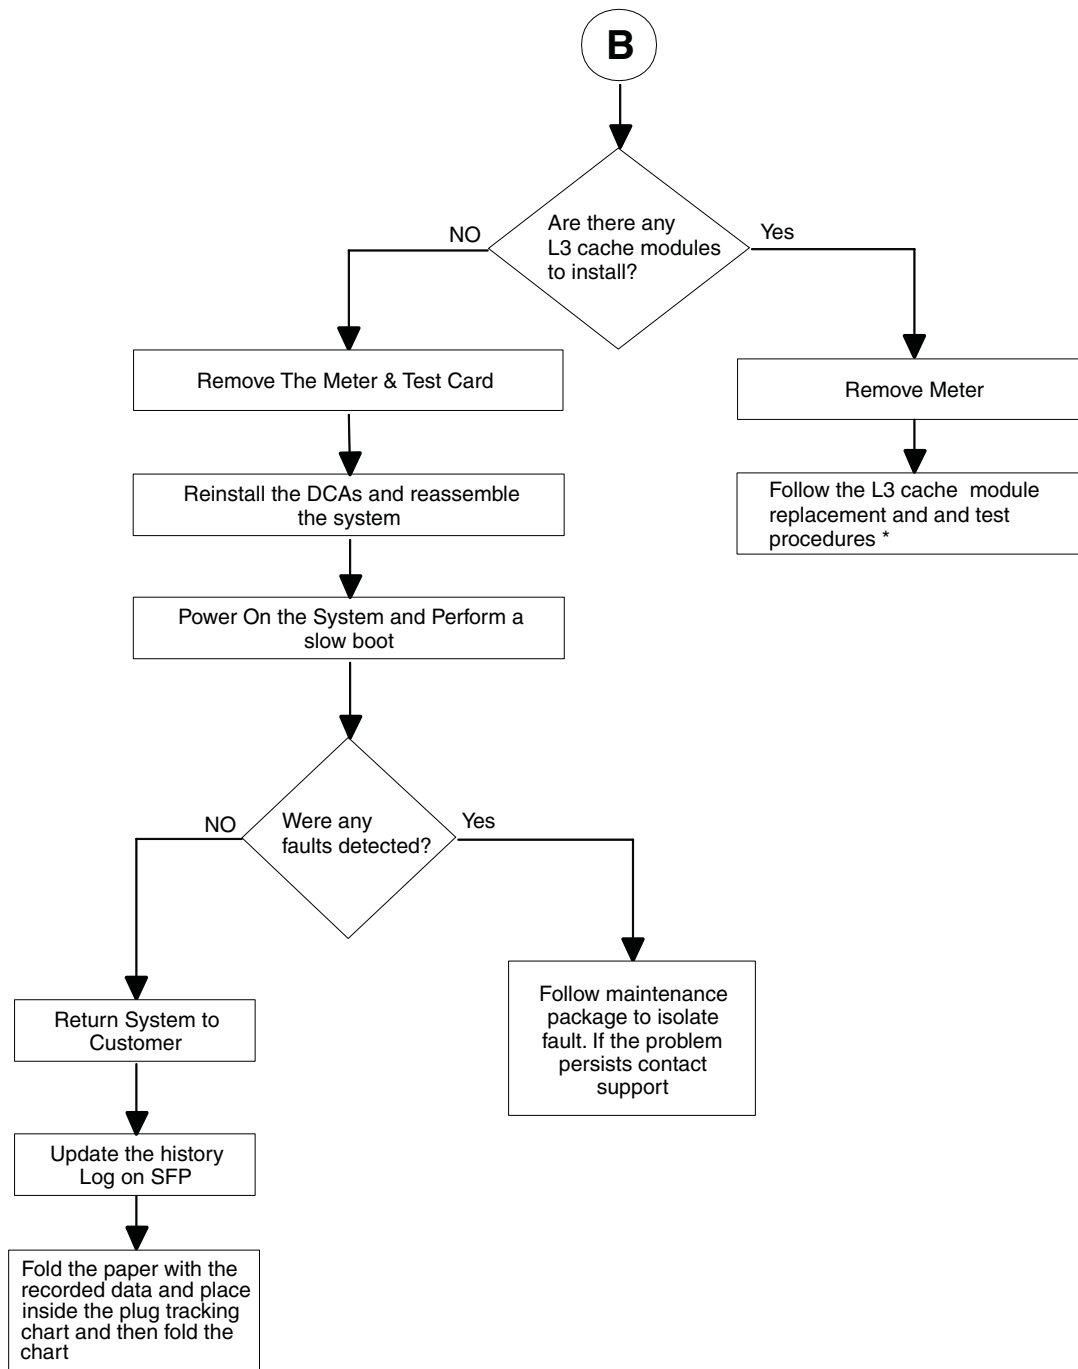 B
Are there any
L3 cache modules
to install?
NO
Yes
Remove The Meter & Test Card
Remove Meter
Reinstall the DCAs and reassemble
the system
Follow the L3 cache module
replacement and and test
procedures *
Power On the System and Perform a
slow boot
Were any
faults detected?
NO
Yes
Return System to
Customer
Follow maintenance
package to isolate
fault. If the problem
persists contact
support
Update the history
Log on SFP
Fold the paper with the
recorded data and place
inside the plug tracking
chart and then fold the
chart